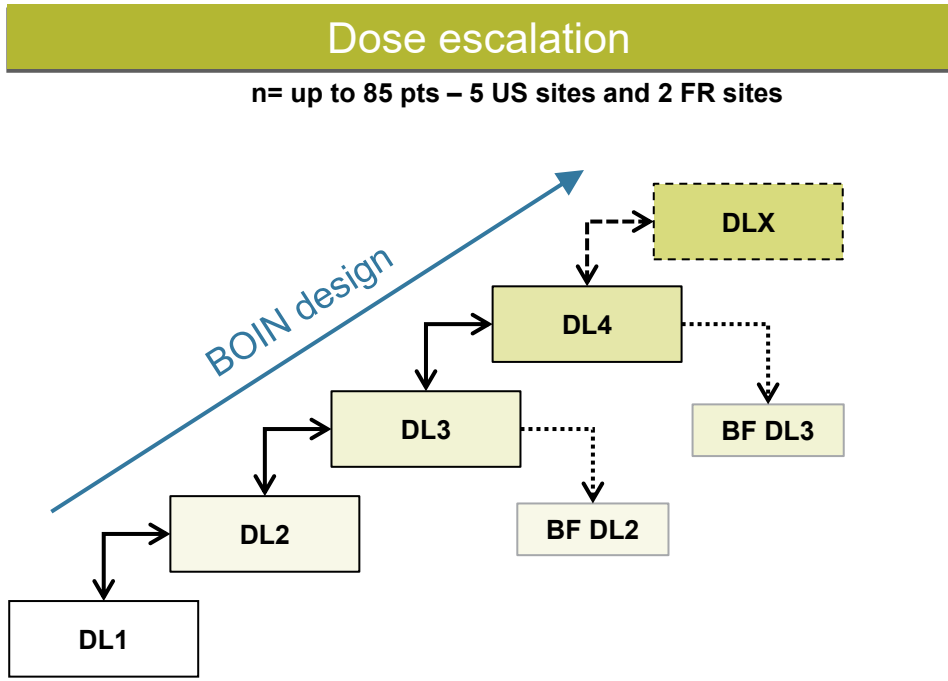 Dose escalation
n= up to 85 pts – 5 US sites and 2 FR sites
BOIN design
DLX
DL4
DL3
BF DL3
DL2
BF DL2
DL1